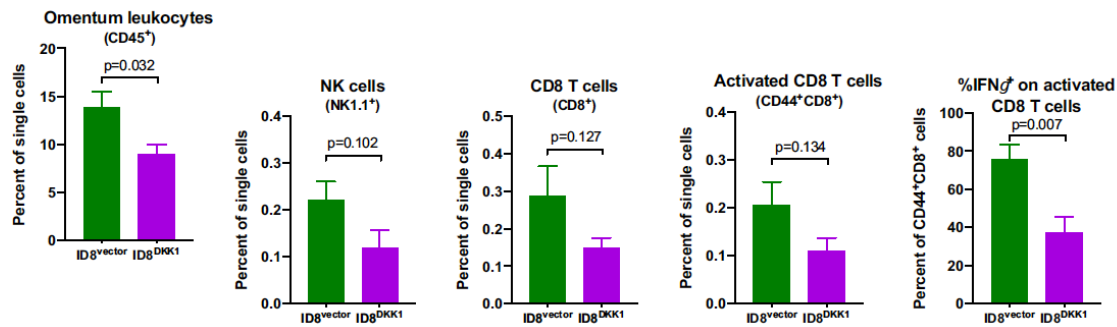 Omentum leukocytes
(CD45⁺)
Percent of single cells
20
15
10
5
0
p=0.032
ID8ᵛᵉᶜᵗᵒʳ ID8ᴰᴷᴷ¹
NK cells
(NK1.1⁺)
Percent of single cells
0.4
0.3
0.2
0.1
0.0
p=0.102
ID8ᵛᵉᶜᵗᵒʳ ID8ᴰᴷᴷ¹
CD8 T cells
(CD8⁺)
Percent of single cells
0.5
0.4
0.3
0.2
0.1
0.0
p=0.127
ID8ᵛᵉᶜᵗᵒʳ ID8ᴰᴷᴷ¹
Activated CD8 T cells
(CD44⁺CD8⁺)
Percent of single cells
0.4
0.3
0.2
0.1
0.0
p=0.134
ID8ᵛᵉᶜᵗᵒʳ ID8ᴰᴷᴷ¹
%IFNg⁺ on activated
CD8 T cells
Percent of CD44⁺CD8⁺ cells
100
80
60
40
20
0
p=0.007
ID8ᵛᵉᶜᵗᵒʳ ID8ᴰᴷᴷ¹